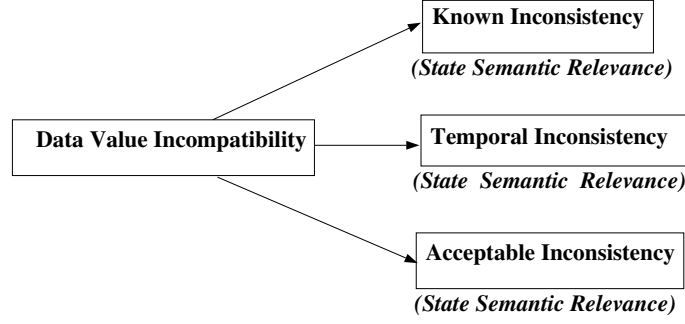 Known Inconsistency
(State Semantic Relevance)
Data Value Incompatibility
Temporal Inconsistency
(State Semantic Relevance)
Acceptable Inconsistency
(State Semantic Relevance)